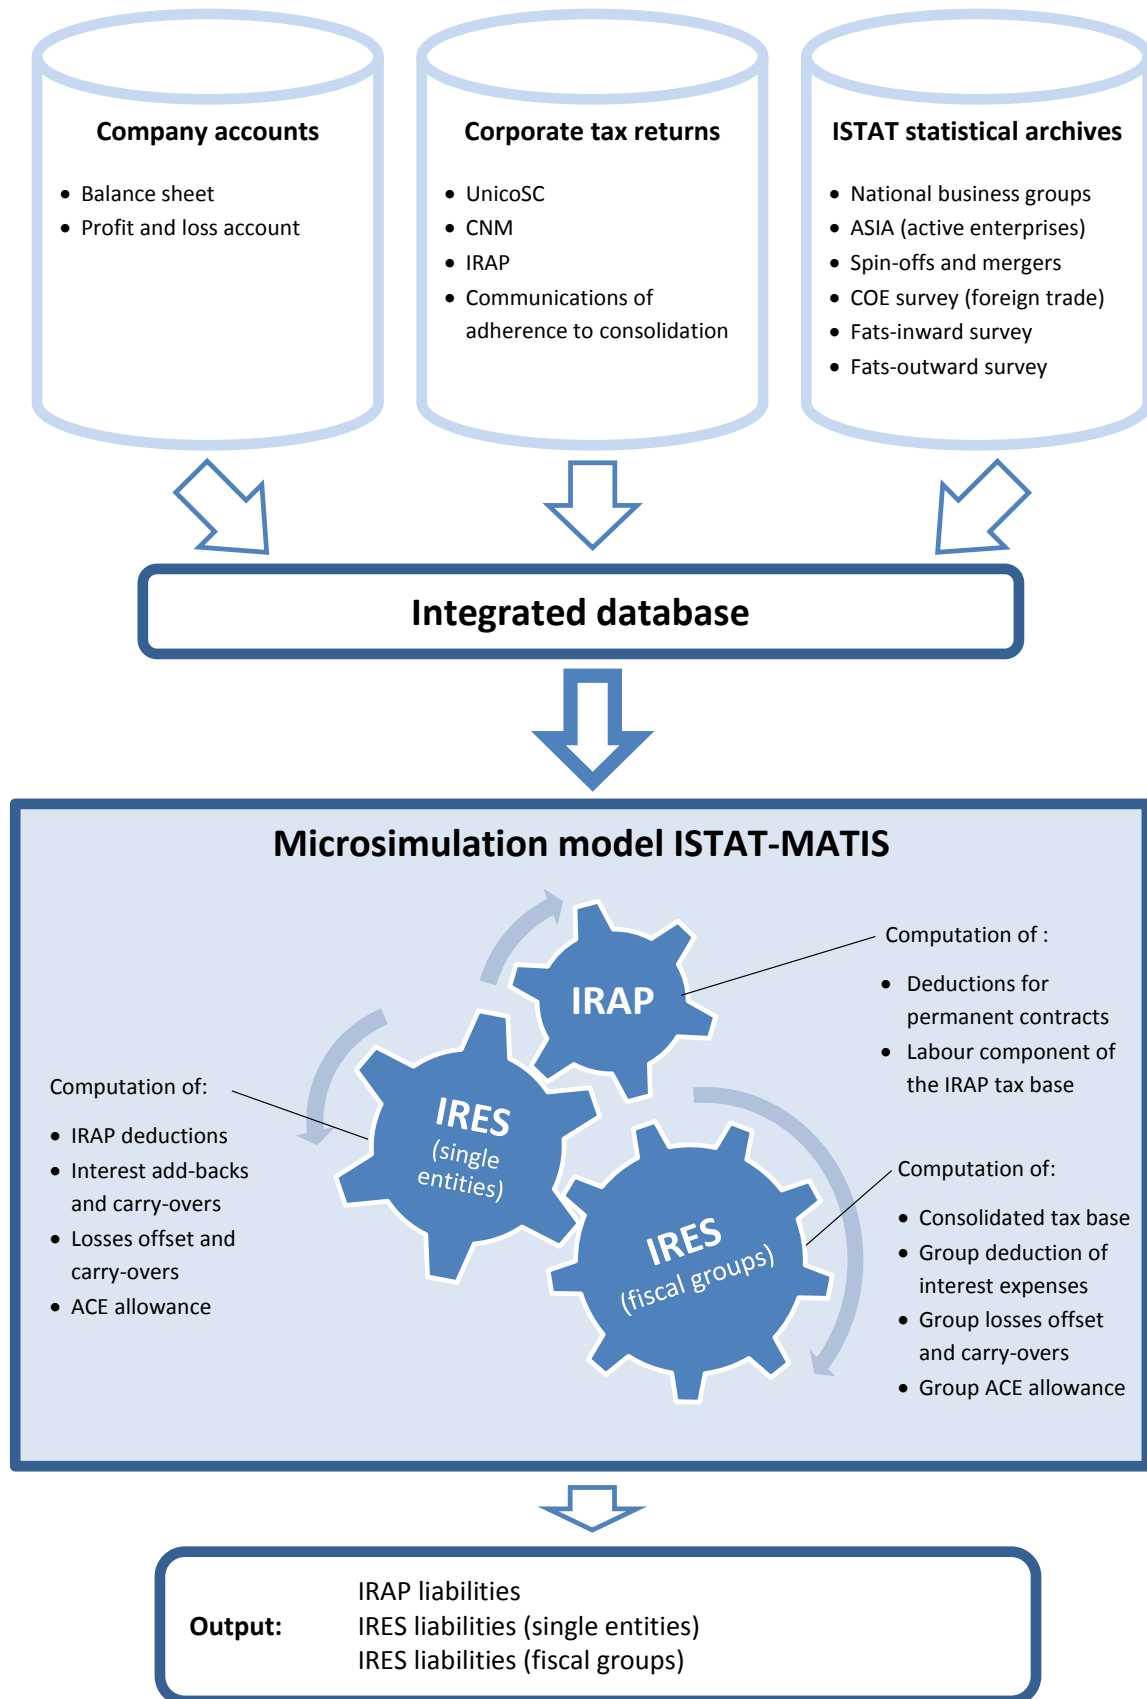 Company accounts
• Balance sheet
• Profit and loss account
Corporate tax returns
• UnicoSC
• CNM
• IRAP
• Communications of
adherence to consolidation
ISTAT statistical archives
• National business groups
• ASIA (active enterprises)
• Spin-offs and mergers
• COE survey (foreign trade)
• Fats-inward survey
• Fats-outward survey
Integrated database
Microsimulation model ISTAT-MATIS
IRAP
Computation of :
• Deductions for
permanent contracts
• Labour component of
the IRAP tax base
Computation of:
• IRAP deductions
• Interest add-backs
and carry-overs
• Losses offset and
carry-overs
• ACE allowance
IRES
(single
entities)
IRES
(fiscal groups)
Computation of:
• Consolidated tax base
• Group deduction of
interest expenses
• Group losses offset
and carry-overs
• Group ACE allowance
Output:
IRAP liabilities
IRES liabilities (single entities)
IRES liabilities (fiscal groups)